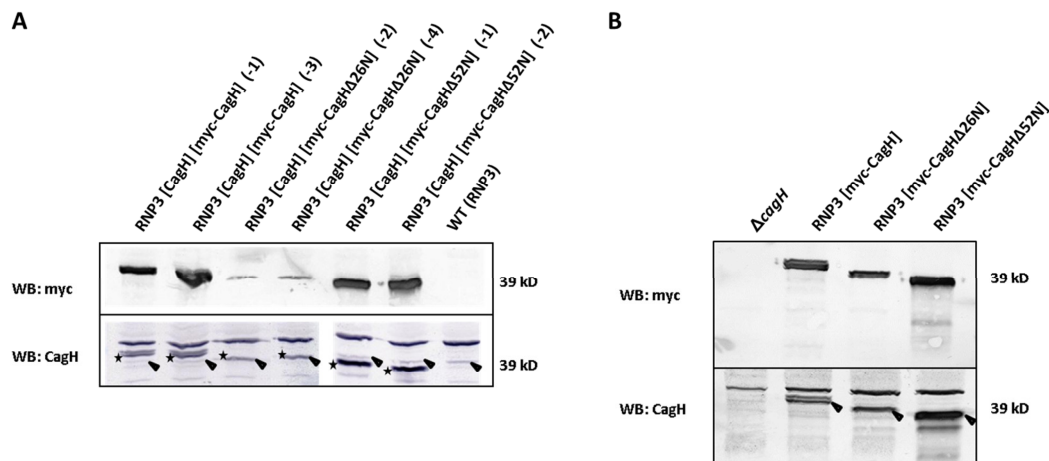 A
RNP3 [CagH] [myc-CagH] (-1)
RNP3 [CagH] [myc-CagH] (-3)
RNP3 [CagH] [myc-CagHΔ26N] (-2)
RNP3 [CagH] [myc-CagHΔ26N] (-4)
RNP3 [CagH] [myc-CagHΔ52N] (-1)
RNP3 [CagH] [myc-CagHΔ52N] (-2)
WT (RNP3)
WB: myc
39 kD
WB: CagH
39 kD
B
ΔcagH
RNP3 [myc-CagH]
RNP3 [myc-CagHΔ26N]
RNP3 [myc-CagHΔ52N]
WB: myc
39 kD
WB: CagH
39 kD